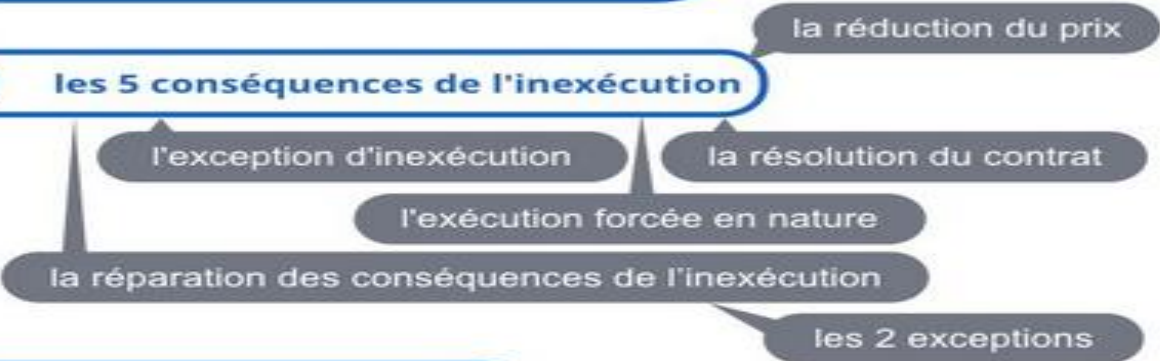 la réduction du prix
les 5 conséquences de l'inexécution
l'exception d'inexécution
la résolution du contrat
l'exécution forcée en nature
la réparation des conséquences de l'inexécution
les 2 exceptions